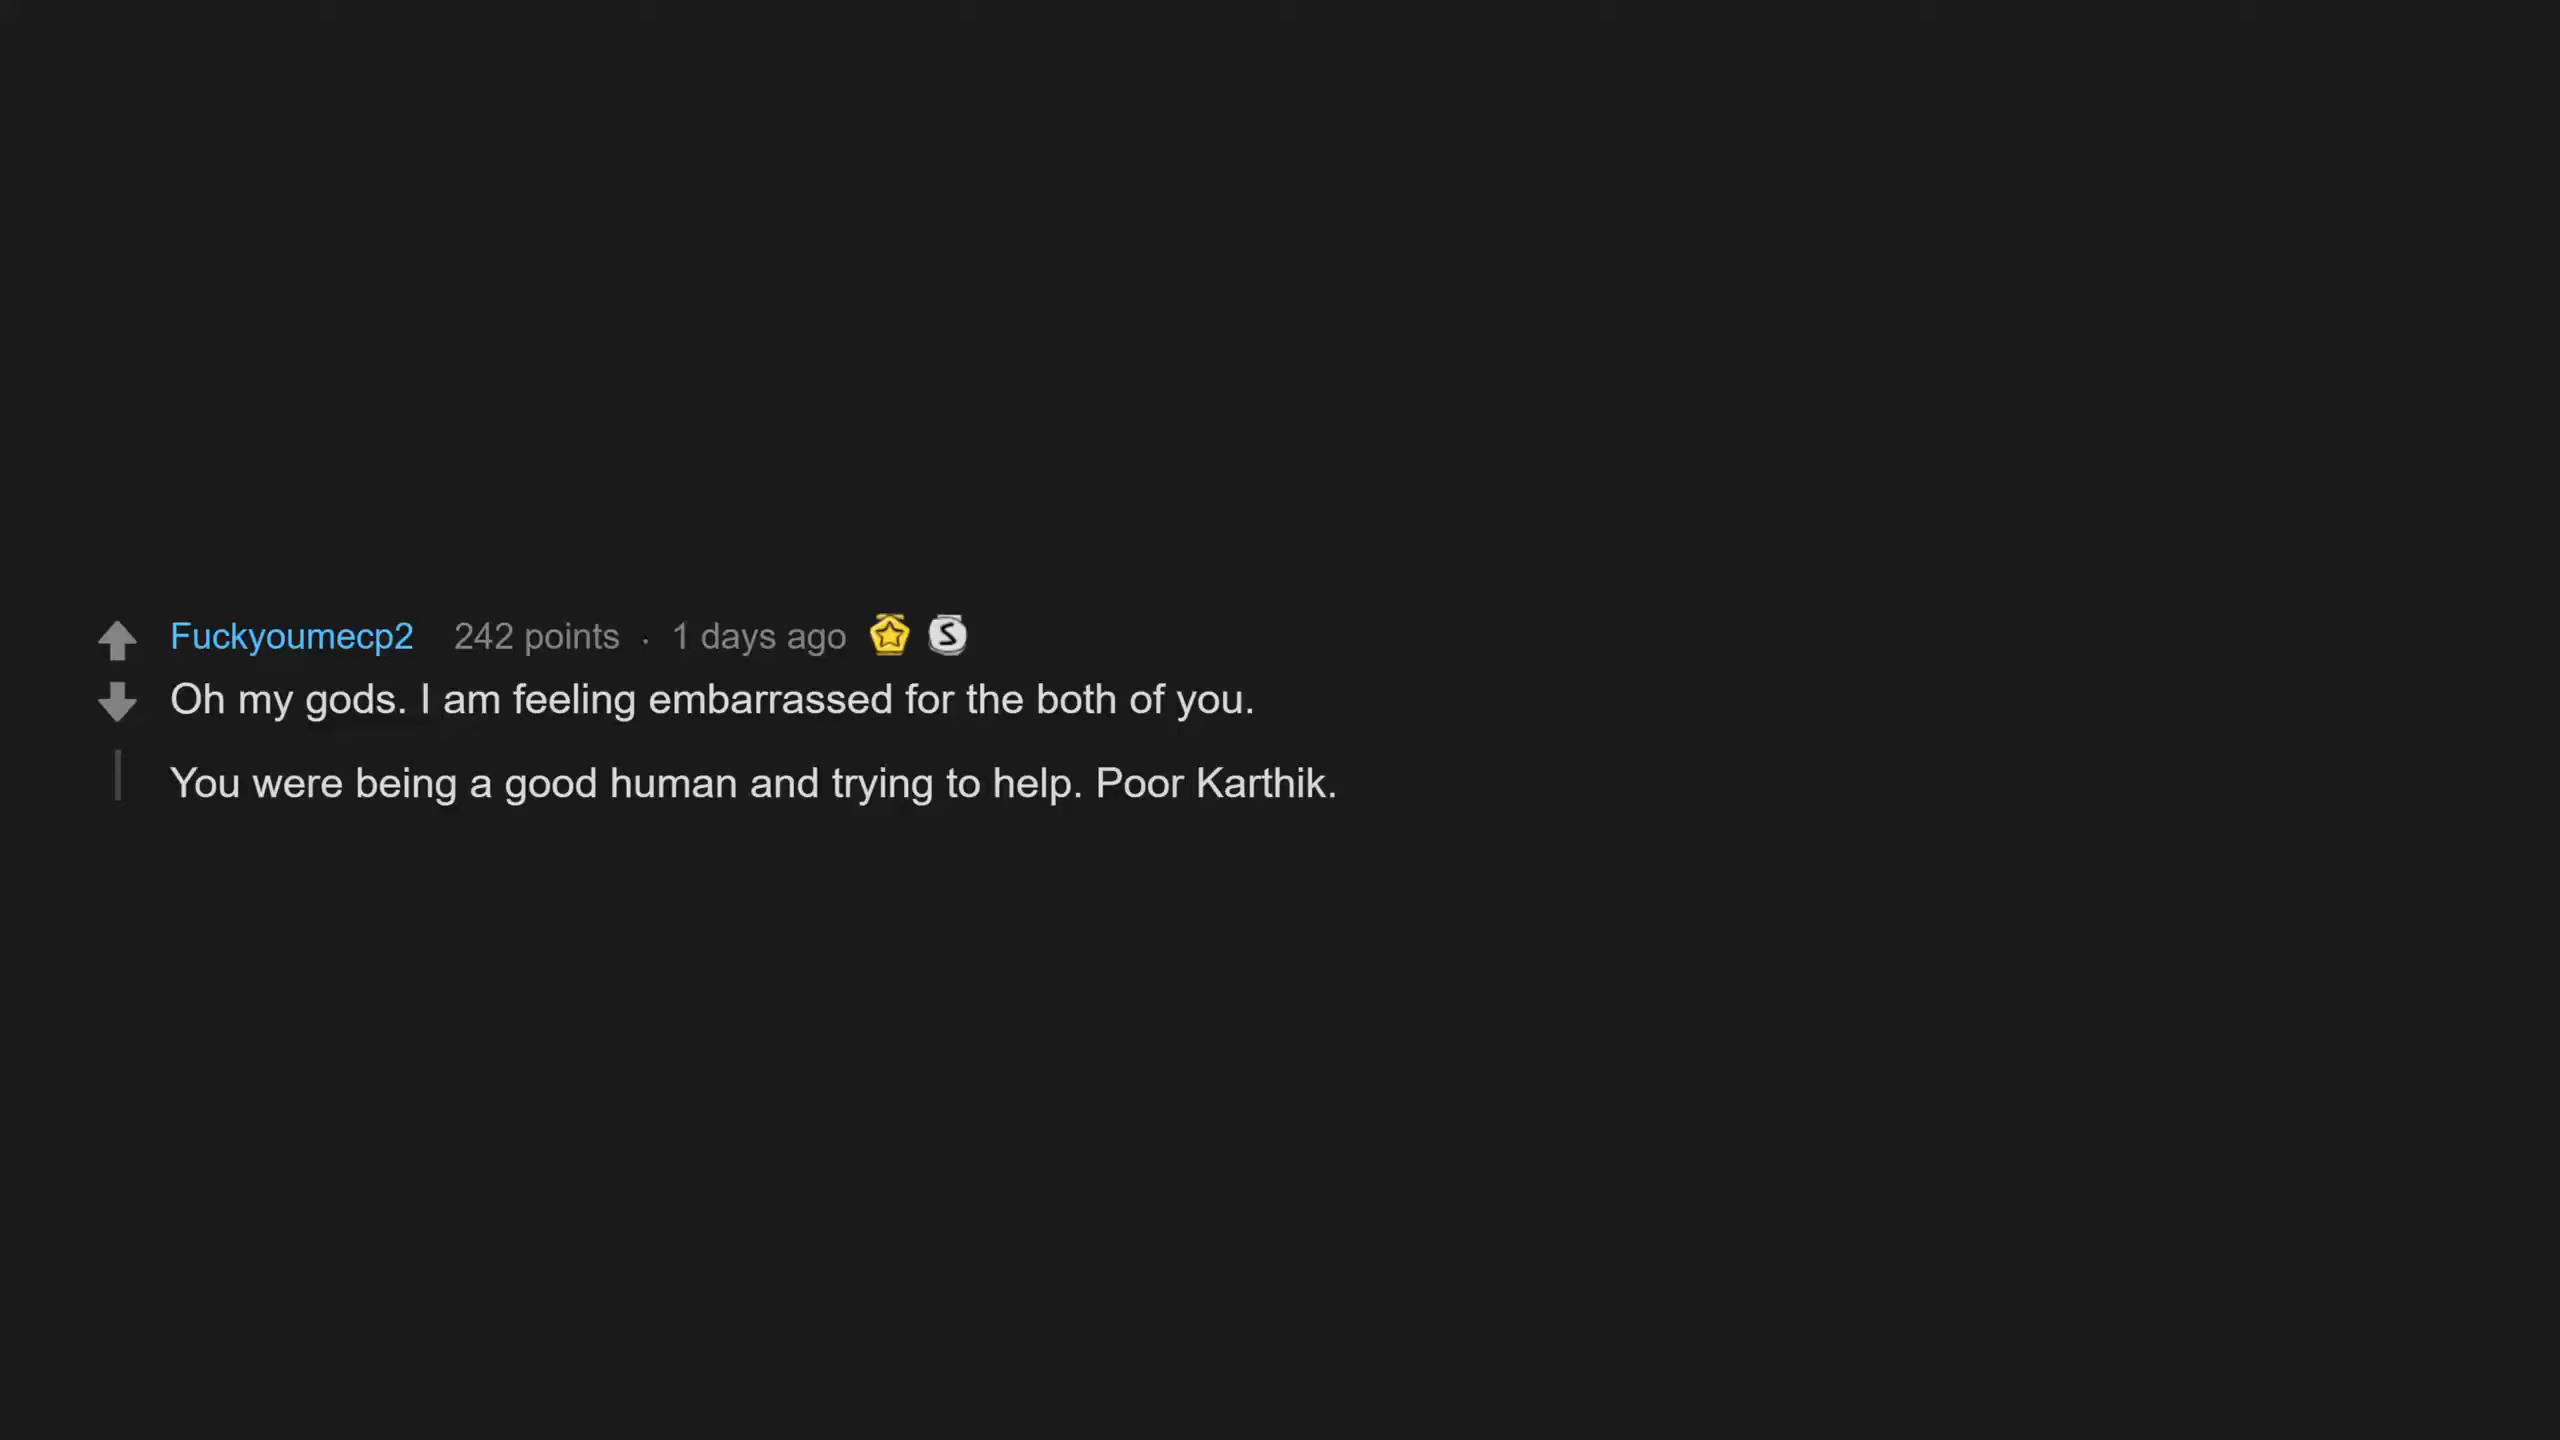 Fuckyoumecp2 242 points · 1 days ago S
Oh my gods. I am feeling embarrassed for the both of you.
You were being a good human and trying to help. Poor Karthik.